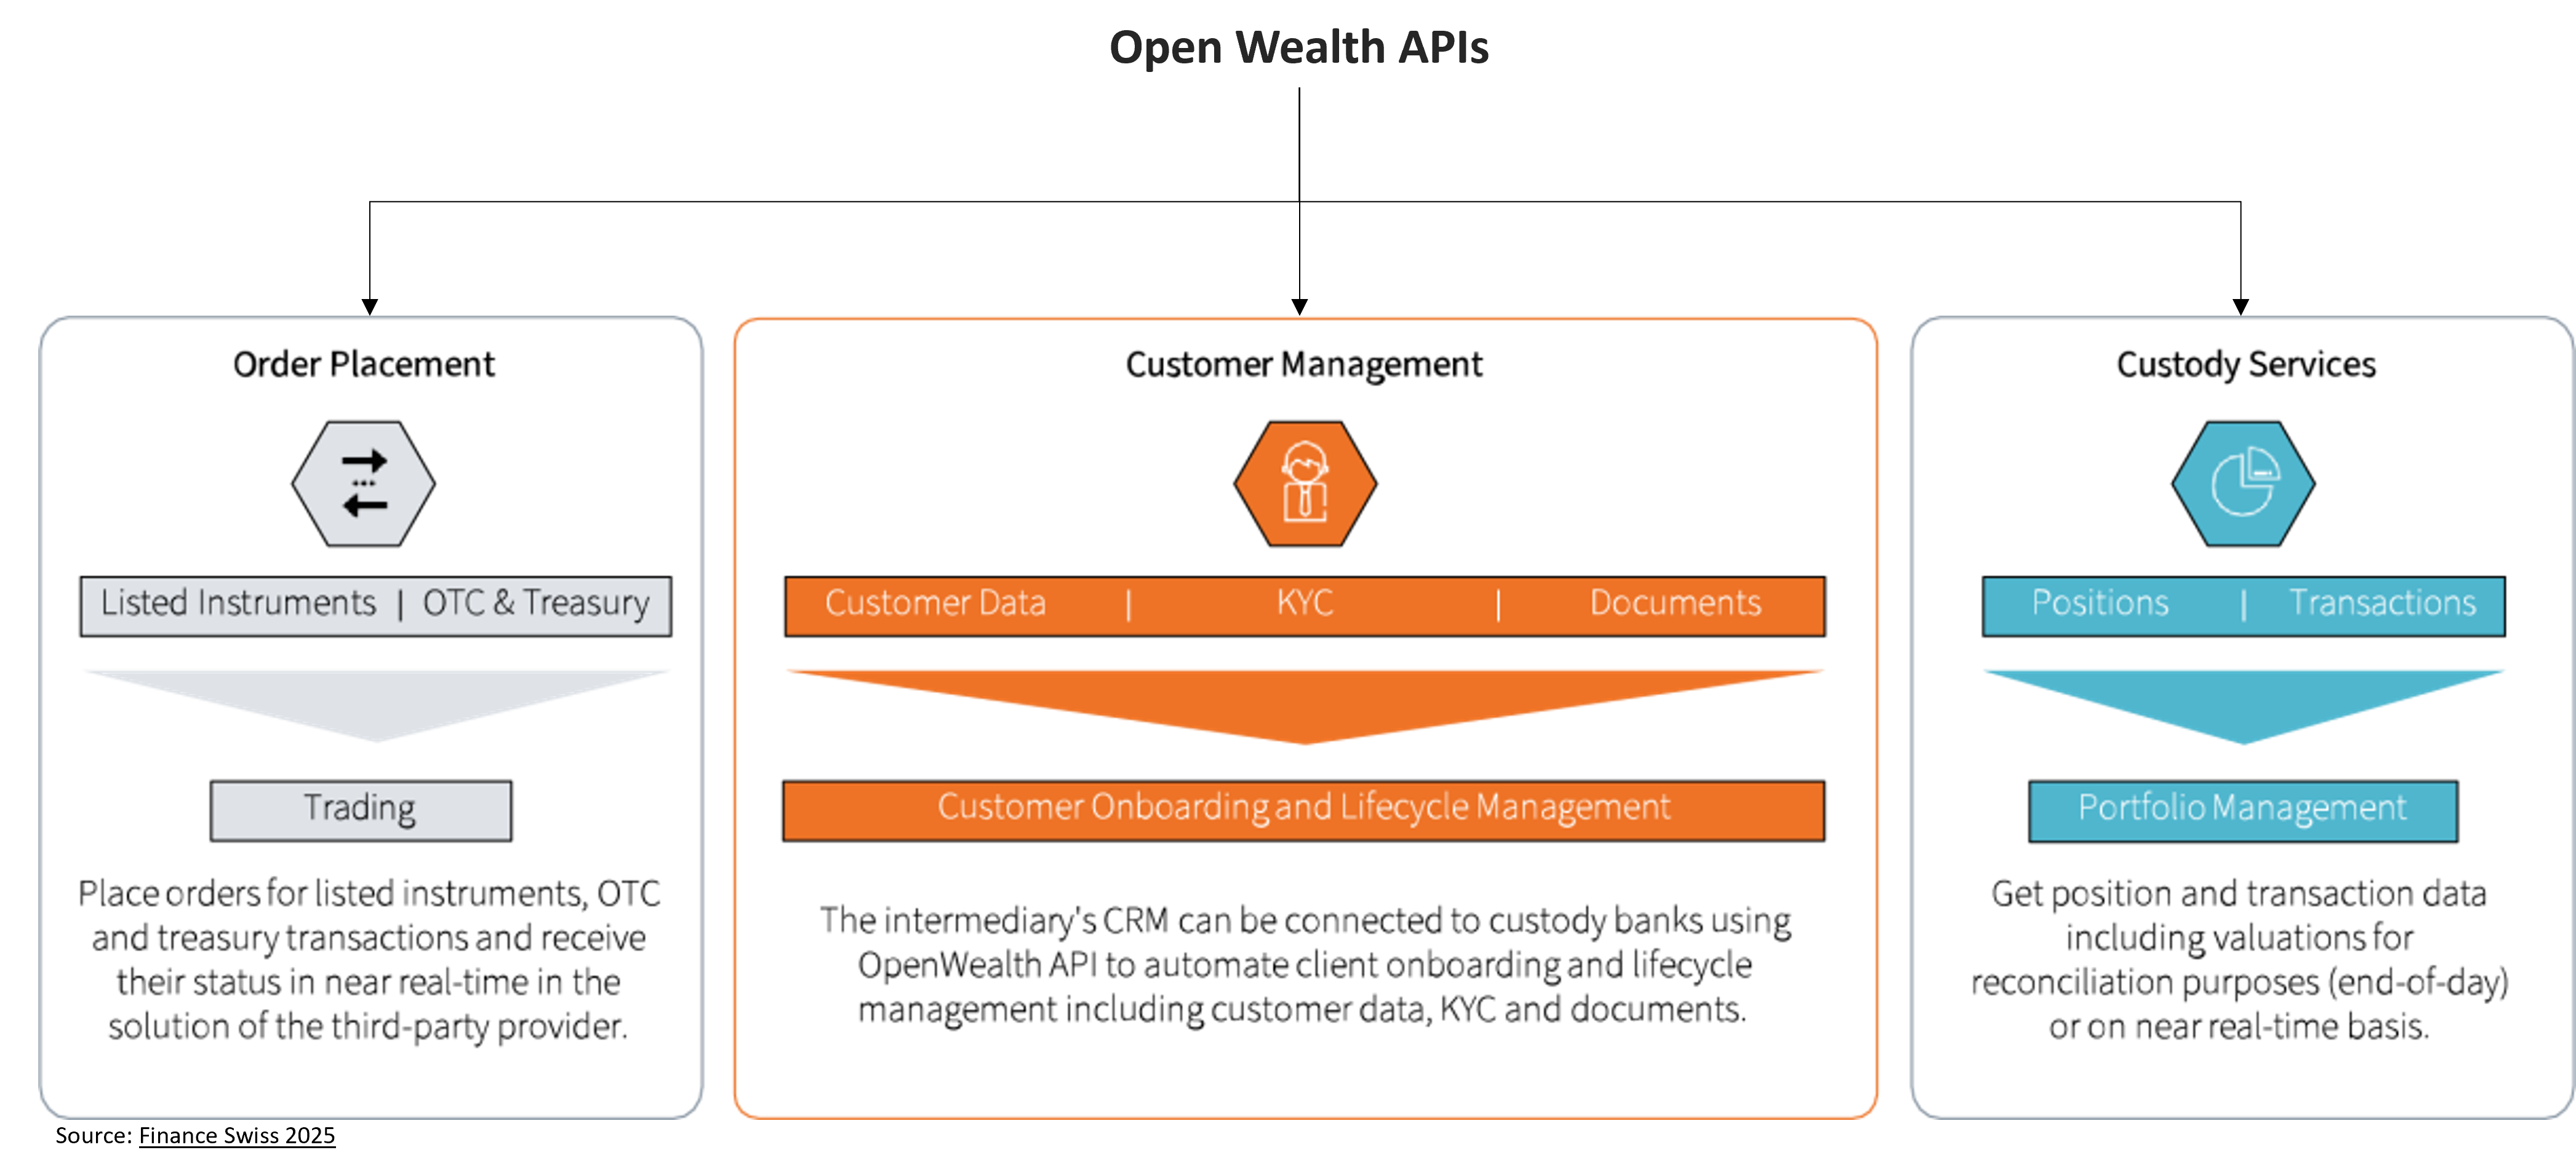 Open Wealth APIs
Order Placement
Listed Instruments | OTC & Treasury
Trading
Place orders for listed instruments, OTC
and treasury transactions and receive
their status in near real-time in the
solution of the third-party provider.
Customer Management
Customer Data | KYC | Documents
Customer Onboarding and Lifecycle Management
The intermediary's CRM can be connected to custody banks using
OpenWealth API to automate client onboarding and lifecycle
management including customer data, KYC and documents.
Custody Services
Positions | Transactions
Portfolio Management
Get position and transaction data
including valuations for
reconciliation purposes (end-of-day)
or on near real-time basis.
Source: Finance Swiss 2025